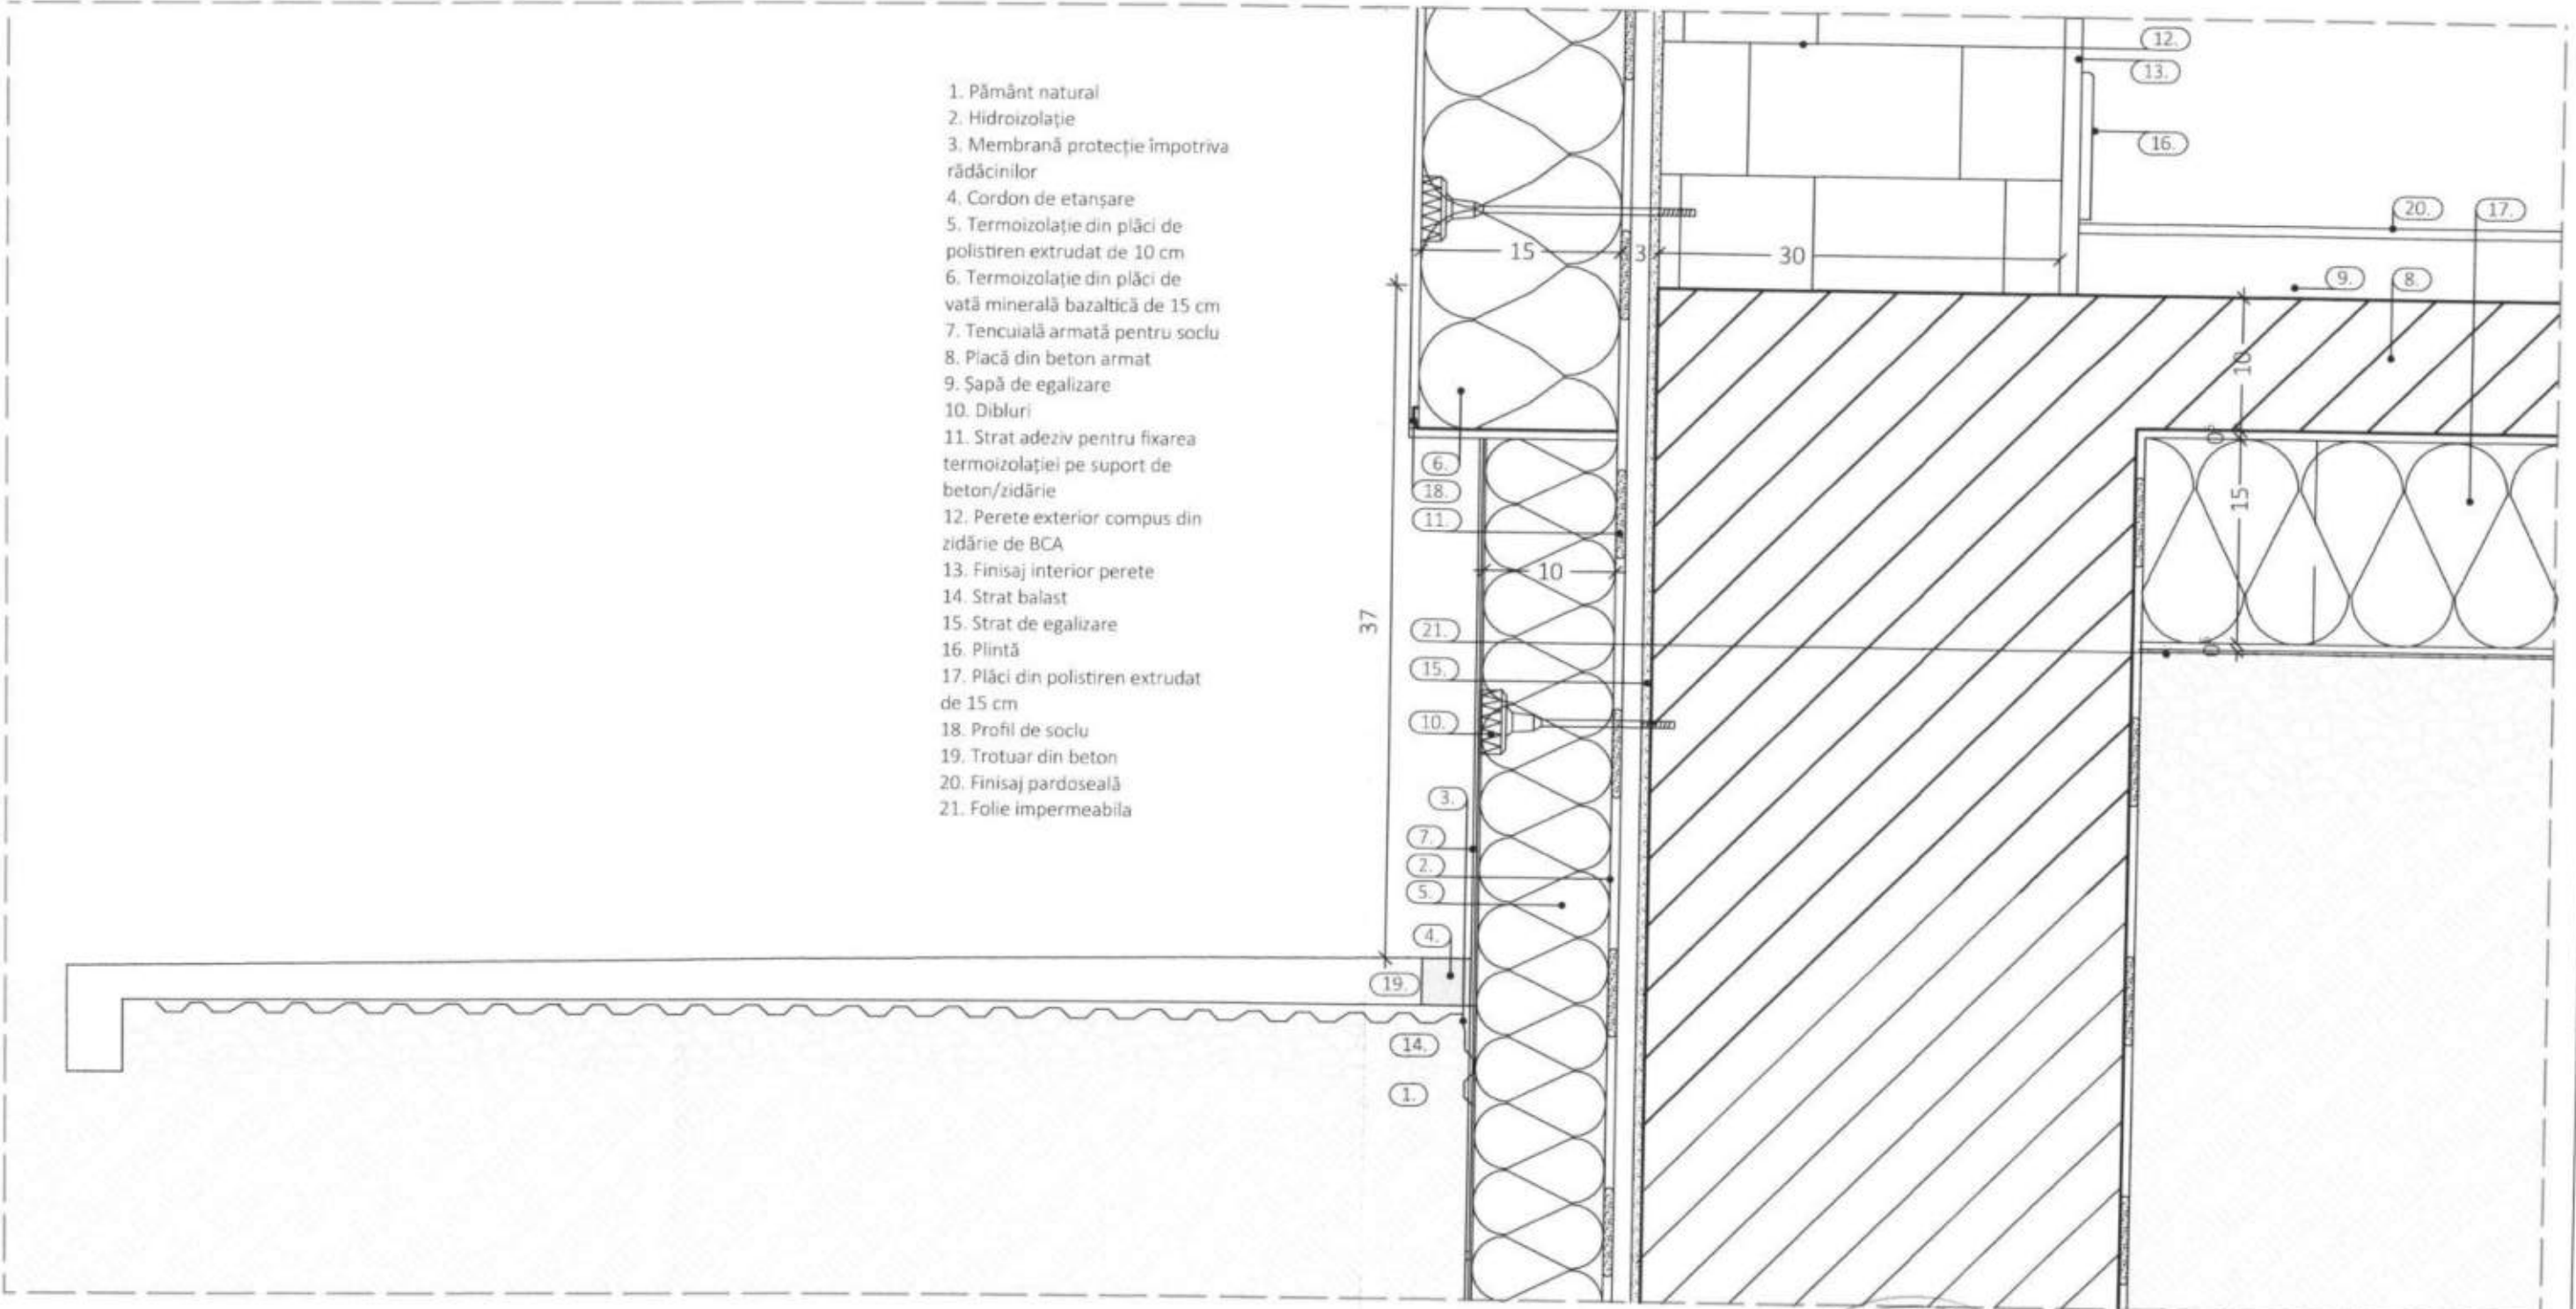 1. Pământ natural
2. Hidroizolație
3. Membrană protecție împotriva
rădăcinilor
4. Cordon de etanșare
5. Termoizolație din plăci de
polistiren extrudat de 10 cm
6. Termoizolație din plăci de
vată minerală bazaltică de 15 cm
7. Tencuială armată pentru soclu
8. Placă din beton armat
9. Șapă de egalizare
10. Dibluri
11. Strat adeziv pentru fixarea
termoizolației pe suport de
beton/zidărie
12. Perete exterior compus din
zidărie de BCA
13. Finisaj interior perete
14. Strat balast
15. Strat de egalizare
16. Plintă
17. Plăci din polistiren extrudat
de 15 cm
18. Profil de soclu
19. Trotuar din beton
20. Finisaj pardoseală
21. Folie impermeabila
12.
13.
16.
20. 17.
15 3 30
9. 8.
10
6.
18.
11.
15
10
37
21.
15.
10.
3.
7.
2.
5.
4.
19.
14.
1.